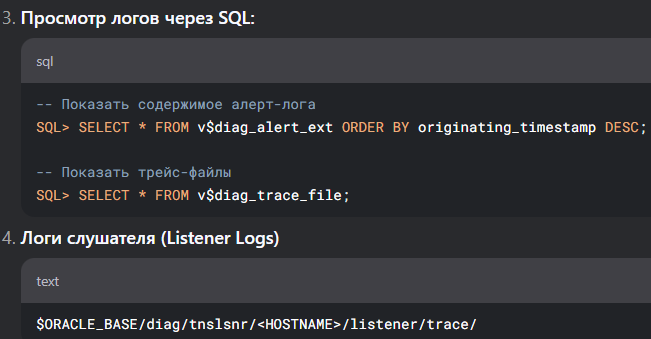 3. Просмотр логов через SQL:
sql
-- Показать содержимое алерт-лога
SQL> SELECT * FROM v$diag_alert_ext ORDER BY originating_timestamp DESC;
-- Показать трейс-файлы
SQL> SELECT * FROM v$diag_trace_file;
4. Логи слушателя (Listener Logs)
text
$ORACLE_BASE/diag/tnslsnr/<HOSTNAME>/listener/trace/